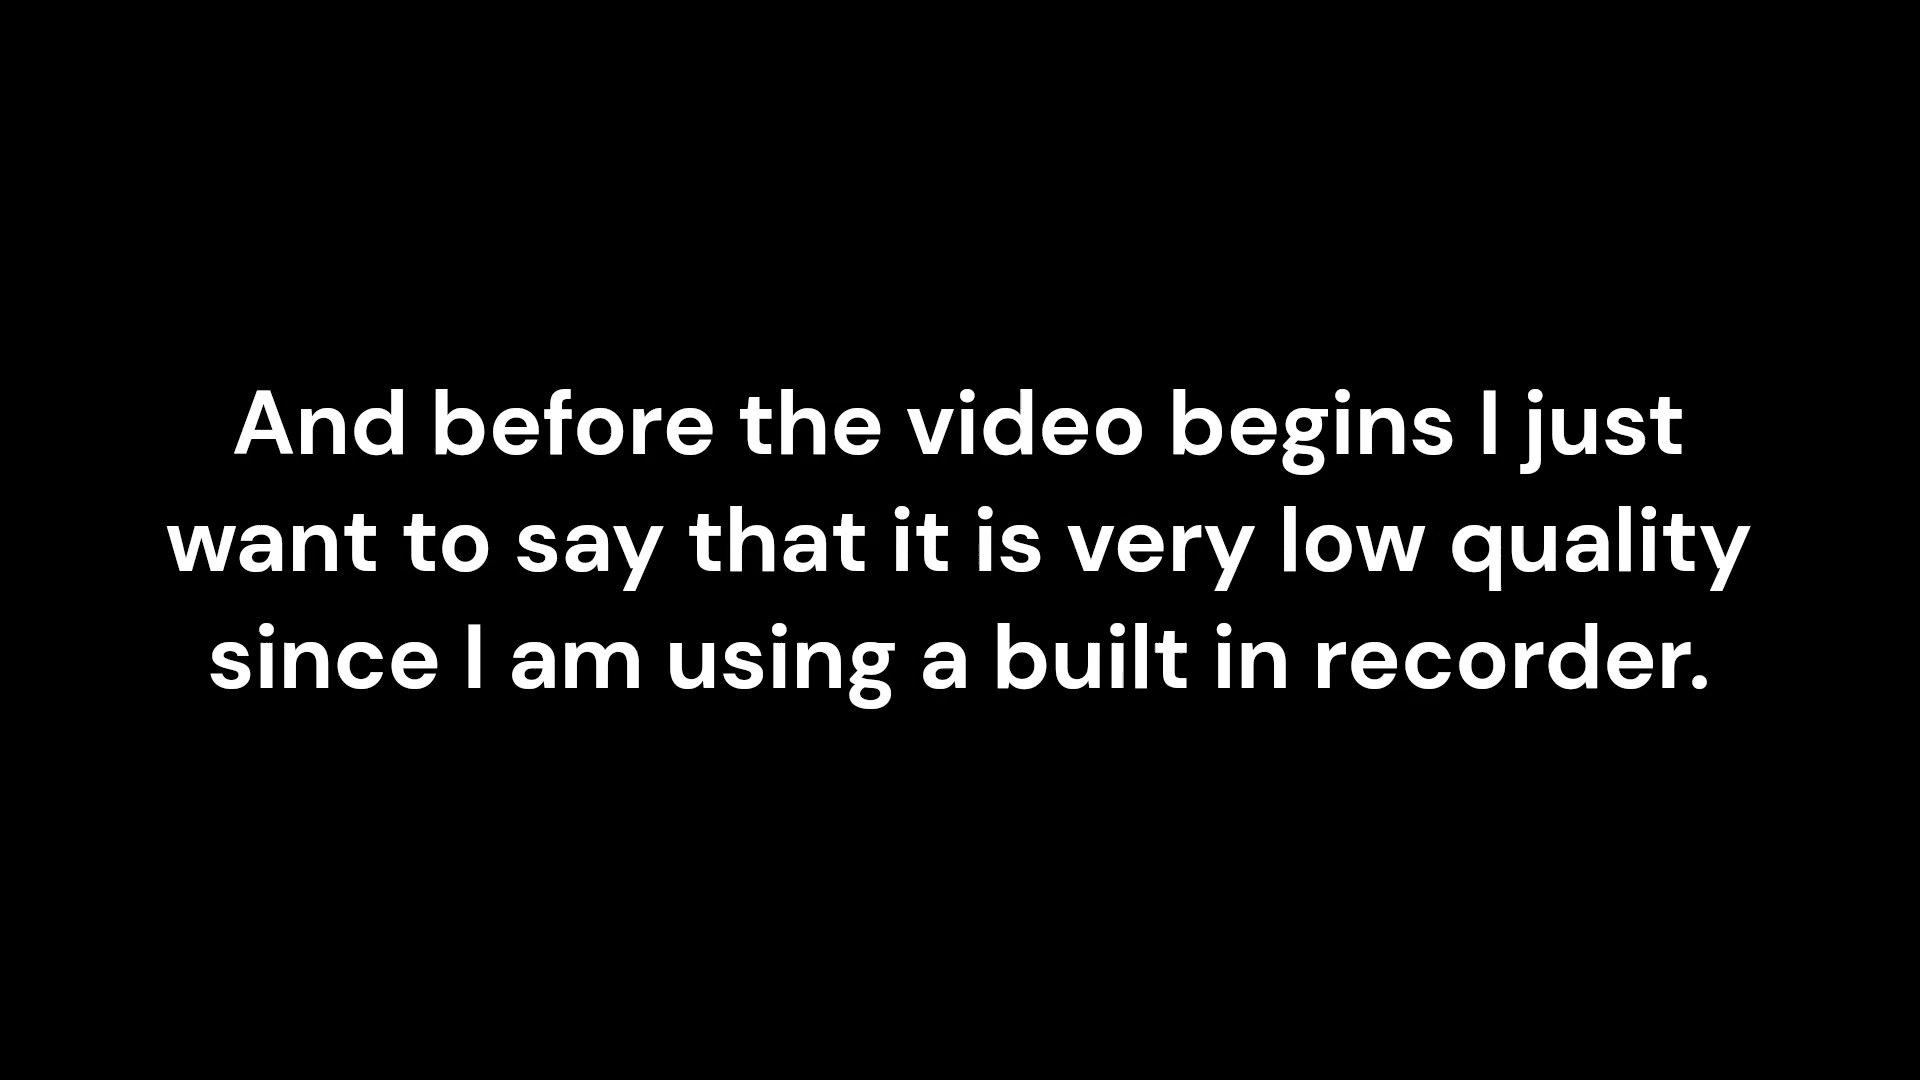 And before the video begins I just
want to say that it is very low quality
since I am using a built in recorder.